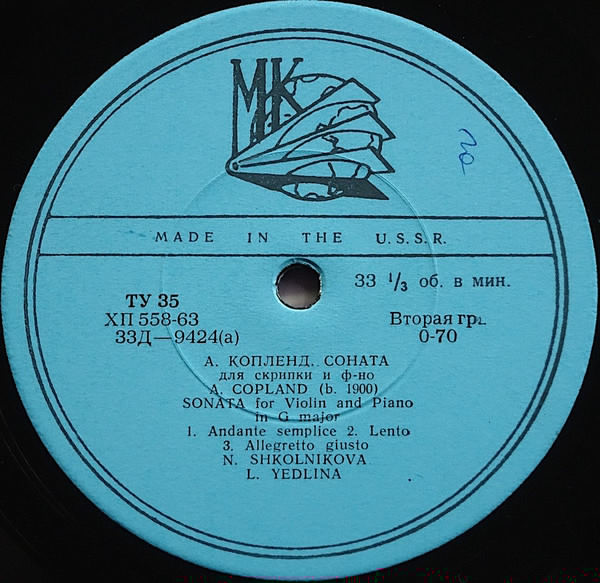 МК
MADE IN THE U.S.S.R.
33 ⅓ об. в мин.
ТУ 35
ХП 558-63
33Д—9424(а)
Вторая гр.
0-70
А. КОПЛЕНД. СОНАТА
для скрипки и ф-но
A. COPLAND (b. 1900)
SONATA for Violin and Piano
in G major
1. Andante semplice 2. Lento
3. Allegretto giusto
N. SHKOLNIKOVA
L. YEDLINA